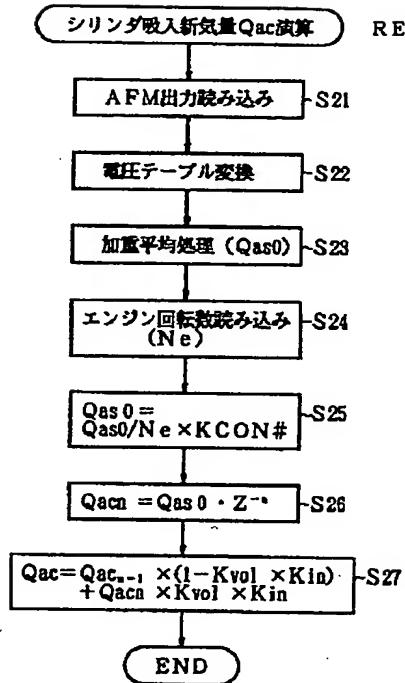 シリンダ吸入新気量Qac演算
RE
AFM出力読み込み
S21
電圧テーブル変換
S22
加重平均処理 (Qas0)
S23
エンジン回転数読み込み
(Ne)
S24
Qas0=
Qas0/Ne×KCON#
S25
Qacn=Qas0・Z⁻ⁿ
S26
Qac=Qacₙ₋₁ ×(1-Kvol ×Kin)
+Qacn ×Kvol ×Kin
S27
END